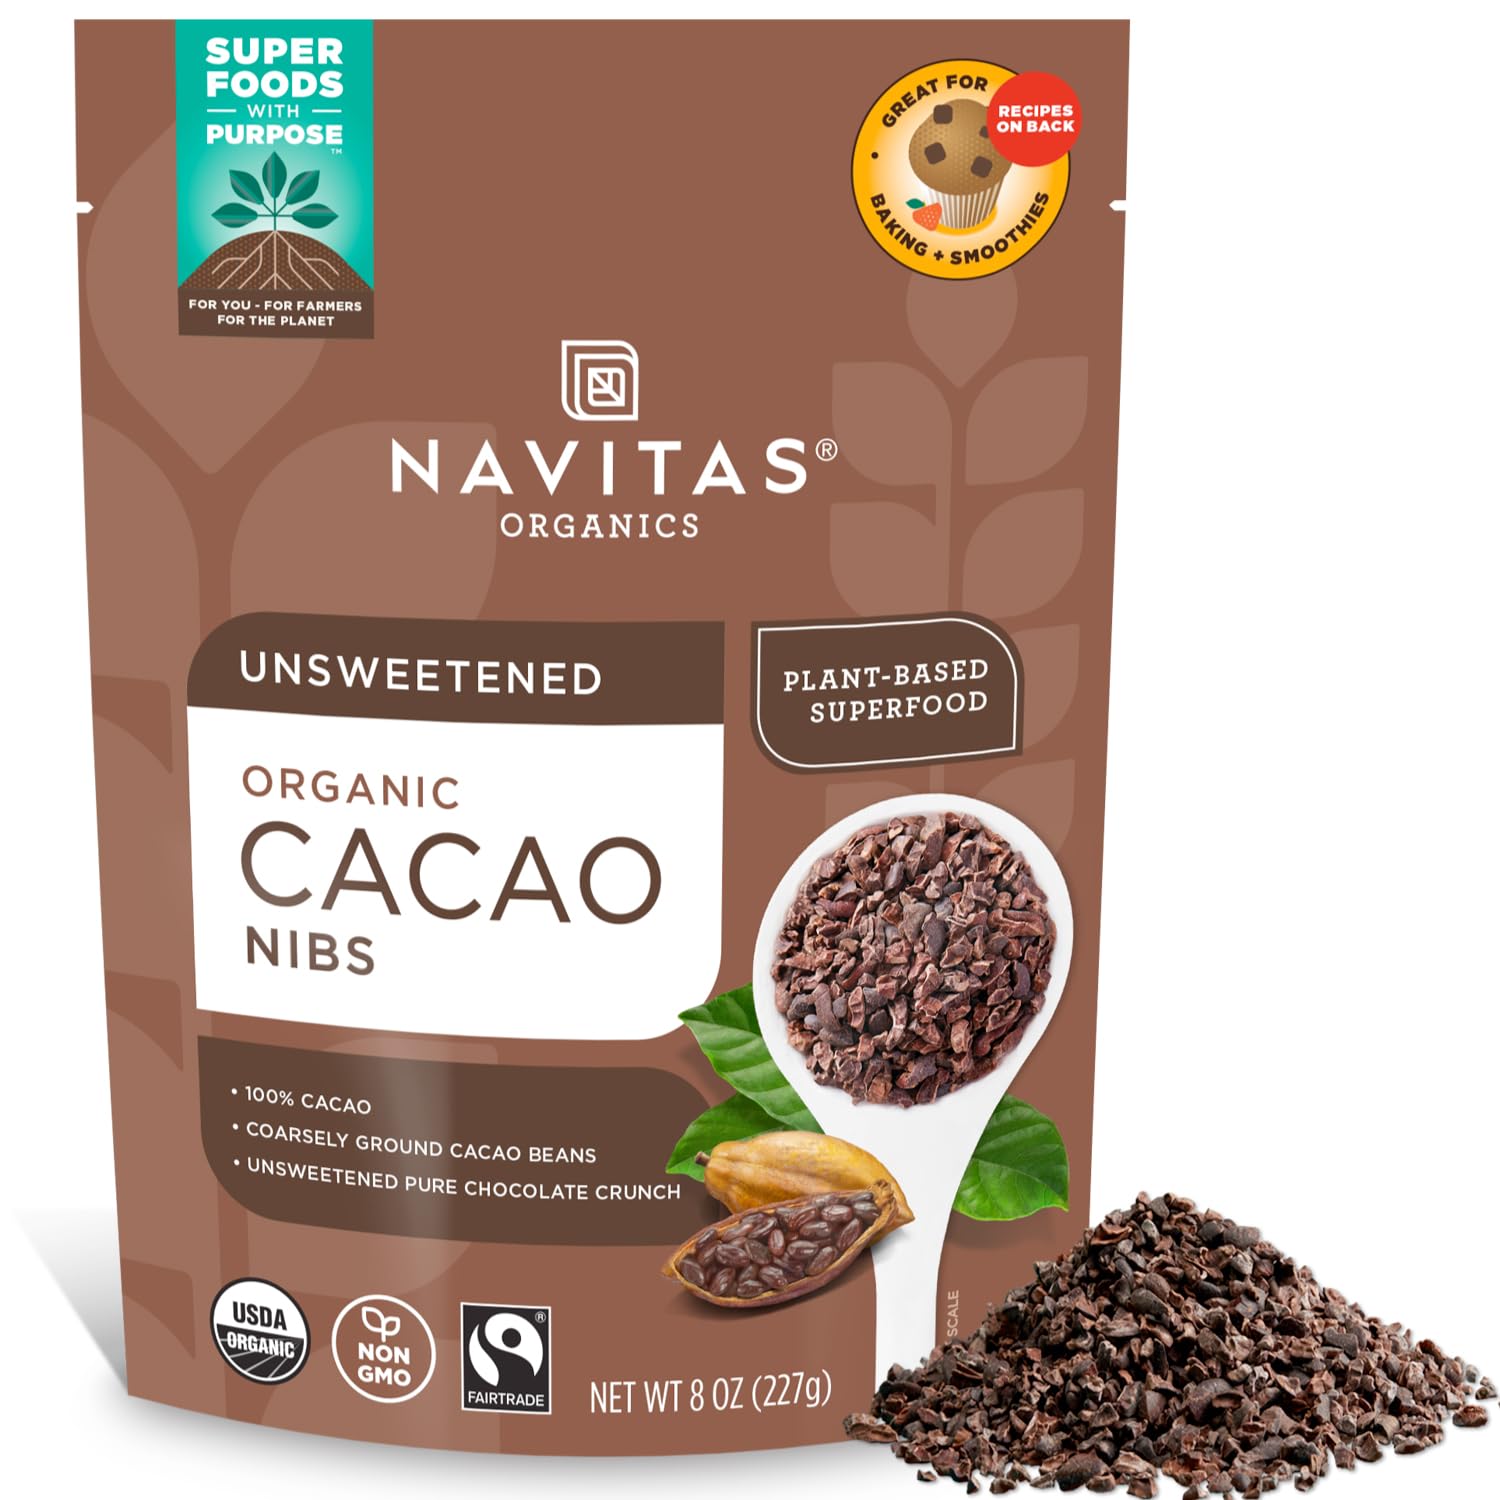 SUPER
FOODS
WITH
PURPOSE™
FOR YOU - FOR FARMERS
FOR THE PLANET
GREAT FOR
RECIPES
ON BACK
• BAKING + SMOOTHIES
NAVITAS®
ORGANICS
UNSWEETENED
PLANT-BASED
SUPERFOOD
ORGANIC
CACAO
NIBS
• 100% CACAO
• COARSELY GROUND CACAO BEANS
• UNSWEETENED PURE CHOCOLATE CRUNCH
USDA
ORGANIC
NON
GMO
®
FAIRTRADE
NET WT 8 OZ (227g)
SCALE